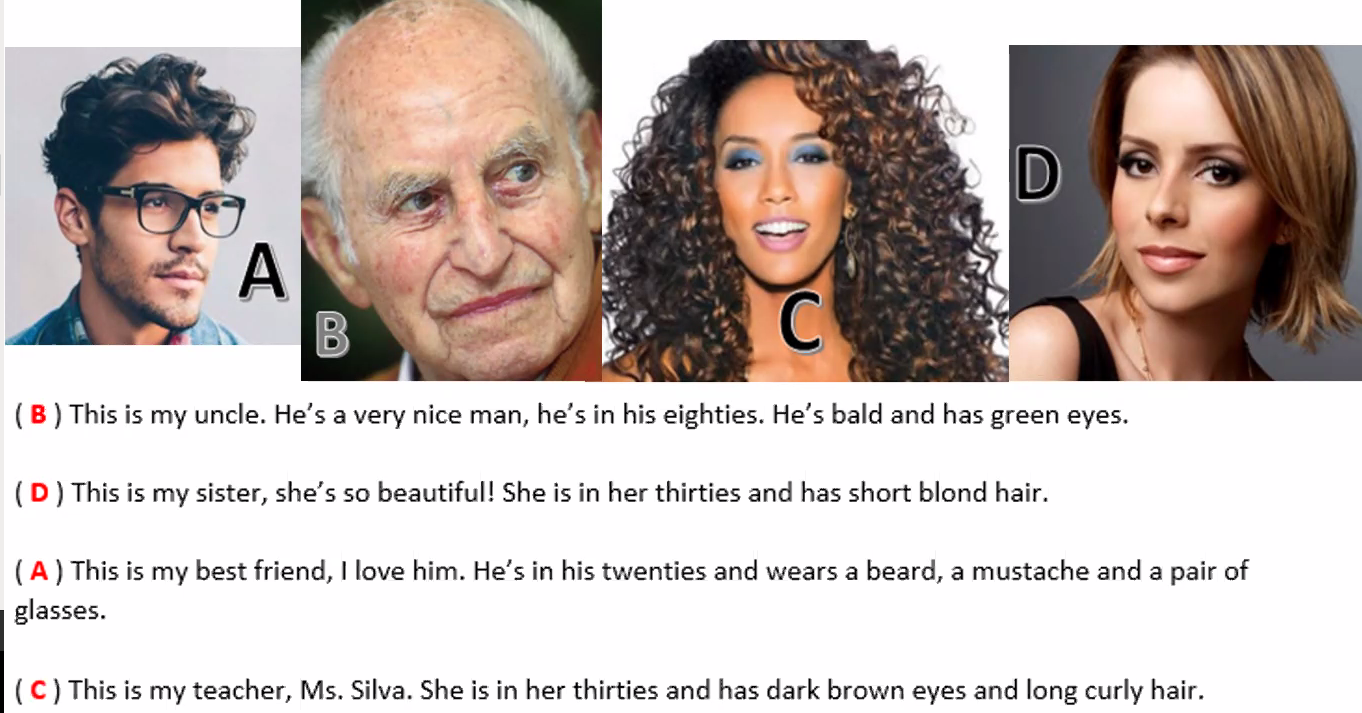 A
B
C
D
( B ) This is my uncle. He’s a very nice man, he’s in his eighties. He’s bald and has green eyes.
( D ) This is my sister, she’s so beautiful! She is in her thirties and has short blond hair.
( A ) This is my best friend, I love him. He’s in his twenties and wears a beard, a mustache and a pair of
glasses.
( C ) This is my teacher, Ms. Silva. She is in her thirties and has dark brown eyes and long curly hair.